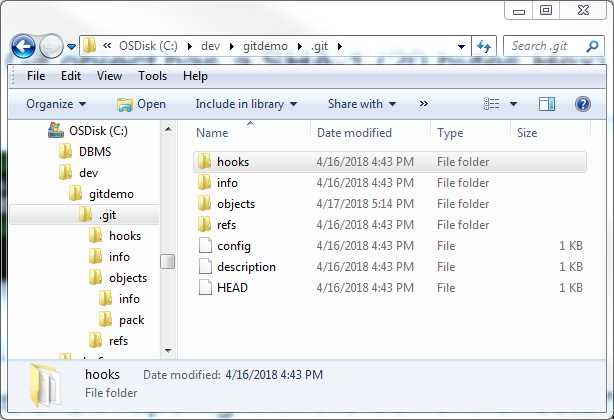 OSDisk (C:) dev gitdemo .git Search .git
File Edit View Tools Help
Organize Open Include in library Share with »
OSDisk (C:) Name Date modified Type Size
DBMS
dev hooks 4/16/2018 4:43 PM File folder
gitdemo info 4/16/2018 4:43 PM File folder
.git objects 4/17/2018 5:14 PM File folder
hooks refs 4/16/2018 4:43 PM File folder
info config 4/16/2018 4:43 PM File 1 KB
objects description 4/16/2018 4:43 PM File 1 KB
info HEAD 4/16/2018 4:43 PM File 1 KB
pack
refs
hooks Date modified: 4/16/2018 4:43 PM
File folder